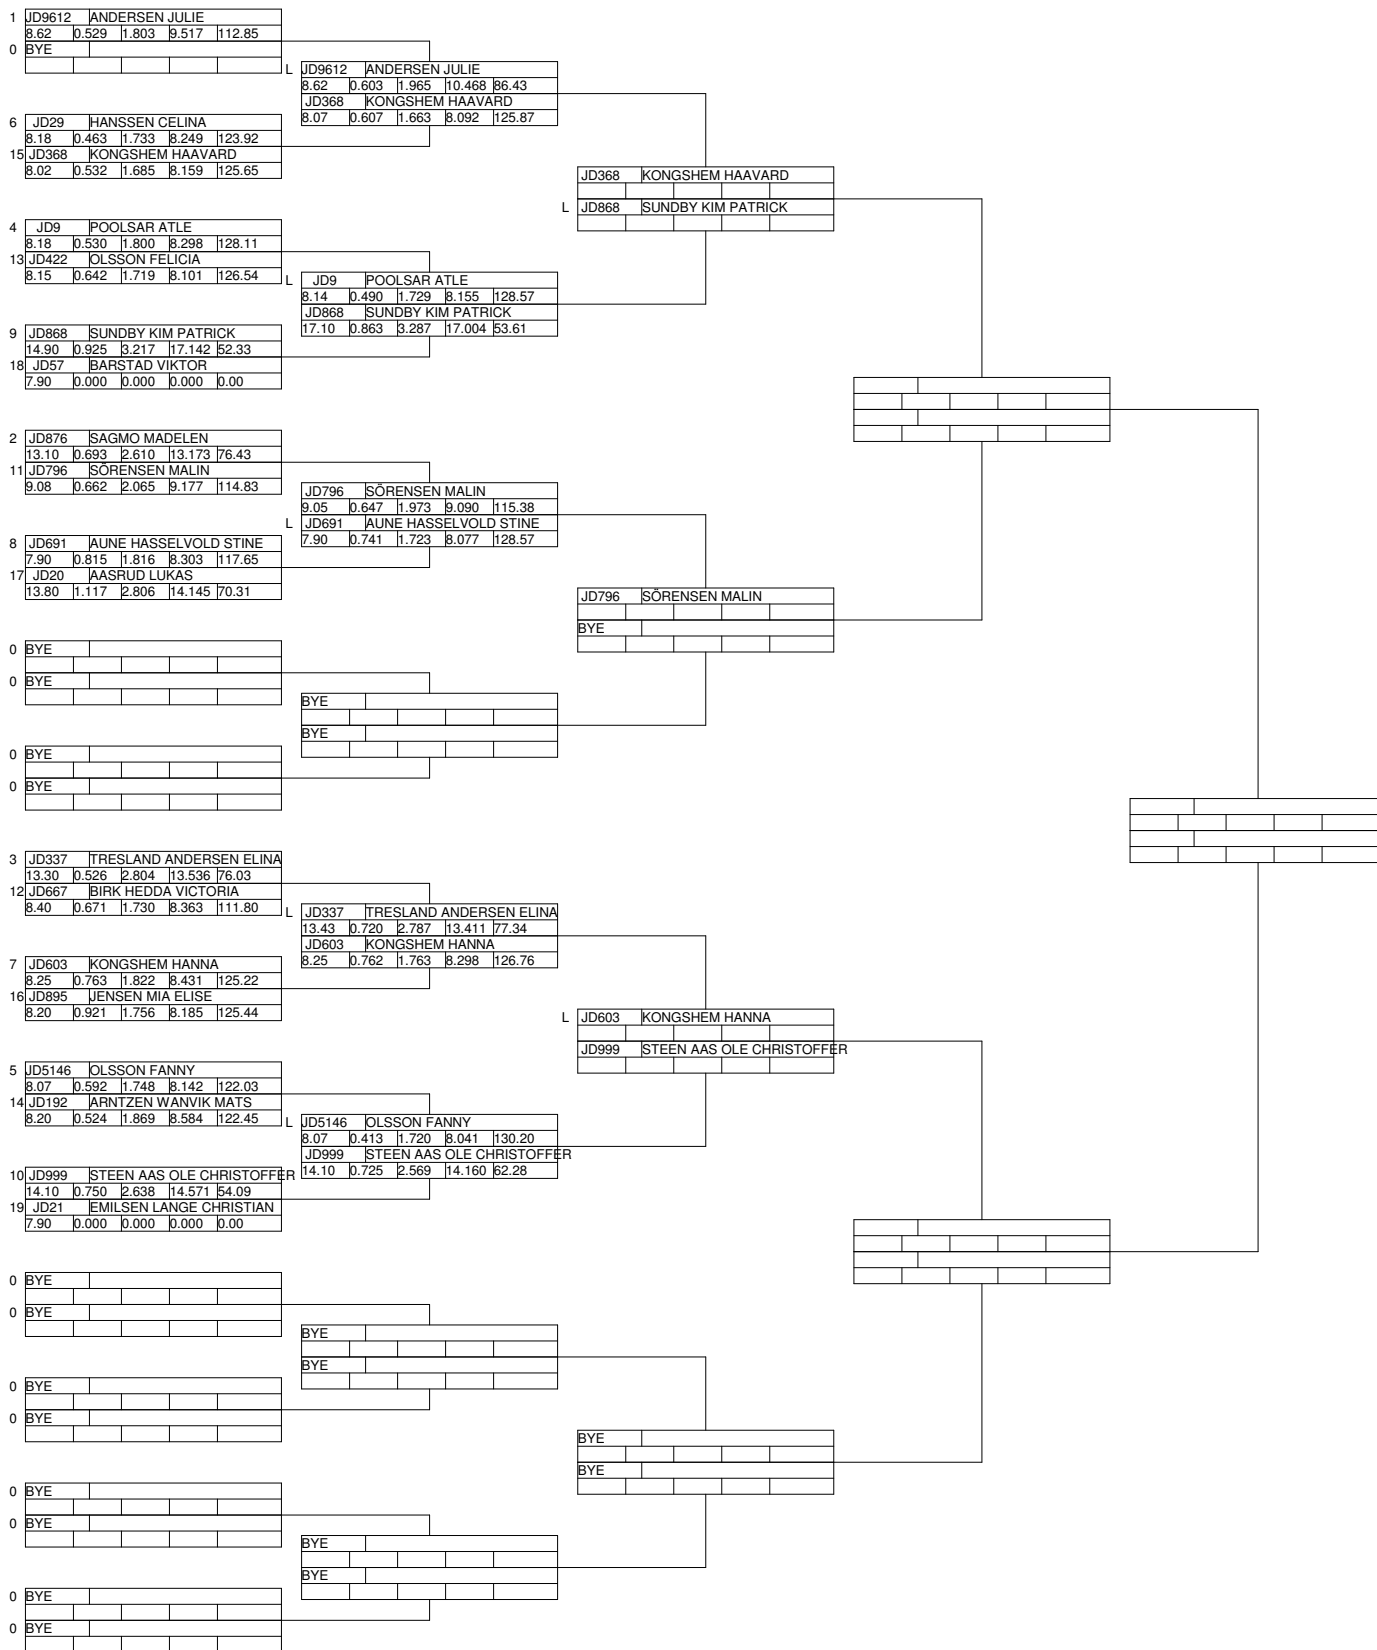 1 JD9612 ANDERSEN JULIE
8.62 0.529 1.803 9.517 112.85
0 BYE
L JD9612 ANDERSEN JULIE
8.62 0.603 1.965 10.468 86.43
JD368 KONGSHEM HAAVARD
8.07 0.607 1.663 8.092 125.87
6 JD29 HANSSEN CELINA
8.18 0.463 1.733 8.249 123.92
15 JD368 KONGSHEM HAAVARD
8.02 0.532 1.685 8.159 125.65
JD368 KONGSHEM HAAVARD
L JD868 SUNDBY KIM PATRICK
4 JD9 POOLSAR ATLE
8.18 0.530 1.800 8.298 128.11
13 JD422 OLSSON FELICIA
8.15 0.642 1.719 8.101 126.54
L JD9 POOLSAR ATLE
8.14 0.490 1.729 8.155 128.57
JD868 SUNDBY KIM PATRICK
17.10 0.863 3.287 17.004 53.61
9 JD868 SUNDBY KIM PATRICK
14.90 0.925 3.217 17.142 52.33
18 JD57 BARSTAD VIKTOR
7.90 0.000 0.000 0.000 0.00
2 JD876 SAGMO MADELEN
13.10 0.693 2.610 13.173 76.43
11 JD796 SÖRENSEN MALIN
9.08 0.662 2.065 9.177 114.83
JD796 SÖRENSEN MALIN
9.05 0.647 1.973 9.090 115.38
L JD691 AUNE HASSELVOLD STINE
7.90 0.741 1.723 8.077 128.57
8 JD691 AUNE HASSELVOLD STINE
7.90 0.815 1.816 8.303 117.65
17 JD20 AASRUD LUKAS
13.80 1.117 2.806 14.145 70.31
JD796 SÖRENSEN MALIN
BYE
0 BYE
0 BYE
BYE
BYE
0 BYE
0 BYE
3 JD337 TRESLAND ANDERSEN ELINA
13.30 0.526 2.804 13.536 76.03
12 JD667 BIRK HEDDA VICTORIA
8.40 0.671 1.730 8.363 111.80
L JD337 TRESLAND ANDERSEN ELINA
13.43 0.720 2.787 13.411 77.34
JD603 KONGSHEM HANNA
8.25 0.762 1.763 8.298 126.76
7 JD603 KONGSHEM HANNA
8.25 0.763 1.822 8.431 125.22
16 JD895 JENSEN MIA ELISE
8.20 0.921 1.756 8.185 125.44
L JD603 KONGSHEM HANNA
JD999 STEEN AAS OLE CHRISTOFFER
5 JD5146 OLSSON FANNY
8.07 0.592 1.748 8.142 122.03
14 JD192 ARNTZEN WANVIK MATS
8.20 0.524 1.869 8.584 122.45
L JD5146 OLSSON FANNY
8.07 0.413 1.720 8.041 130.20
JD999 STEEN AAS OLE CHRISTOFFER
14.10 0.725 2.569 14.160 62.28
10 JD999 STEEN AAS OLE CHRISTOFFER
14.10 0.750 2.638 14.571 54.09
19 JD21 EMILSEN LANGE CHRISTIAN
7.90 0.000 0.000 0.000 0.00
0 BYE
0 BYE
BYE
BYE
0 BYE
0 BYE
BYE
BYE
0 BYE
0 BYE
BYE
BYE
0 BYE
0 BYE